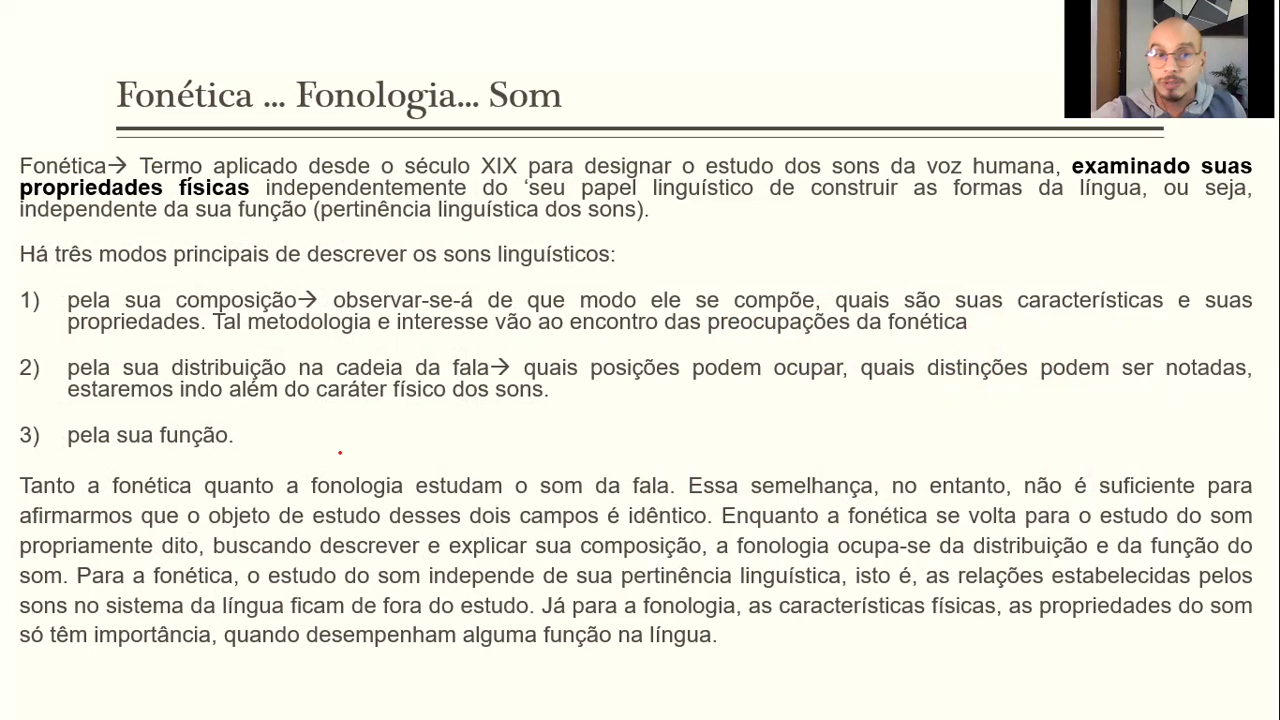 Fonética ... Fonologia... Som
Fonética→ Termo aplicado desde o século XIX para designar o estudo dos sons da voz humana, examinado suas
propriedades físicas independentemente do ‘seu papel linguístico de construir as formas da língua, ou seja,
independente da sua função (pertinência linguística dos sons).
Há três modos principais de descrever os sons linguísticos:
1) pela sua composição→ observar-se-á de que modo ele se compõe, quais são suas características e suas
propriedades. Tal metodologia e interesse vão ao encontro das preocupações da fonética
2) pela sua distribuição na cadeia da fala→ quais posições podem ocupar, quais distinções podem ser notadas,
estaremos indo além do caráter físico dos sons.
3) pela sua função.
Tanto a fonética quanto a fonologia estudam o som da fala. Essa semelhança, no entanto, não é suficiente para
afirmarmos que o objeto de estudo desses dois campos é idêntico. Enquanto a fonética se volta para o estudo do som
propriamente dito, buscando descrever e explicar sua composição, a fonologia ocupa-se da distribuição e da função do
som. Para a fonética, o estudo do som independe de sua pertinência linguística, isto é, as relações estabelecidas pelos
sons no sistema da língua ficam de fora do estudo. Já para a fonologia, as características físicas, as propriedades do som
só têm importância, quando desempenham alguma função na língua.